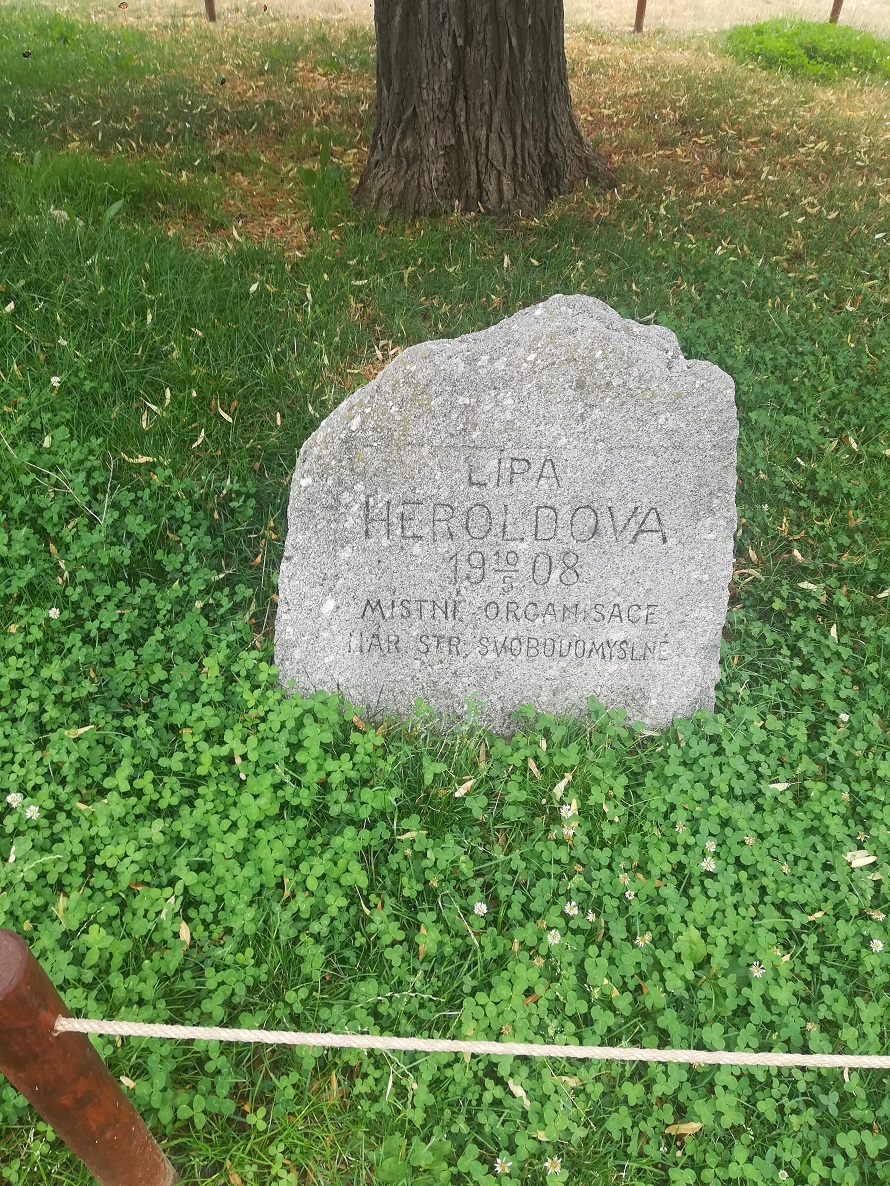 LÍPA
HEROLDOVA
19 10/5 08
MÍSTNÍ ORGANISACE
NÁR STR. SVOBODOMYSLNÉ